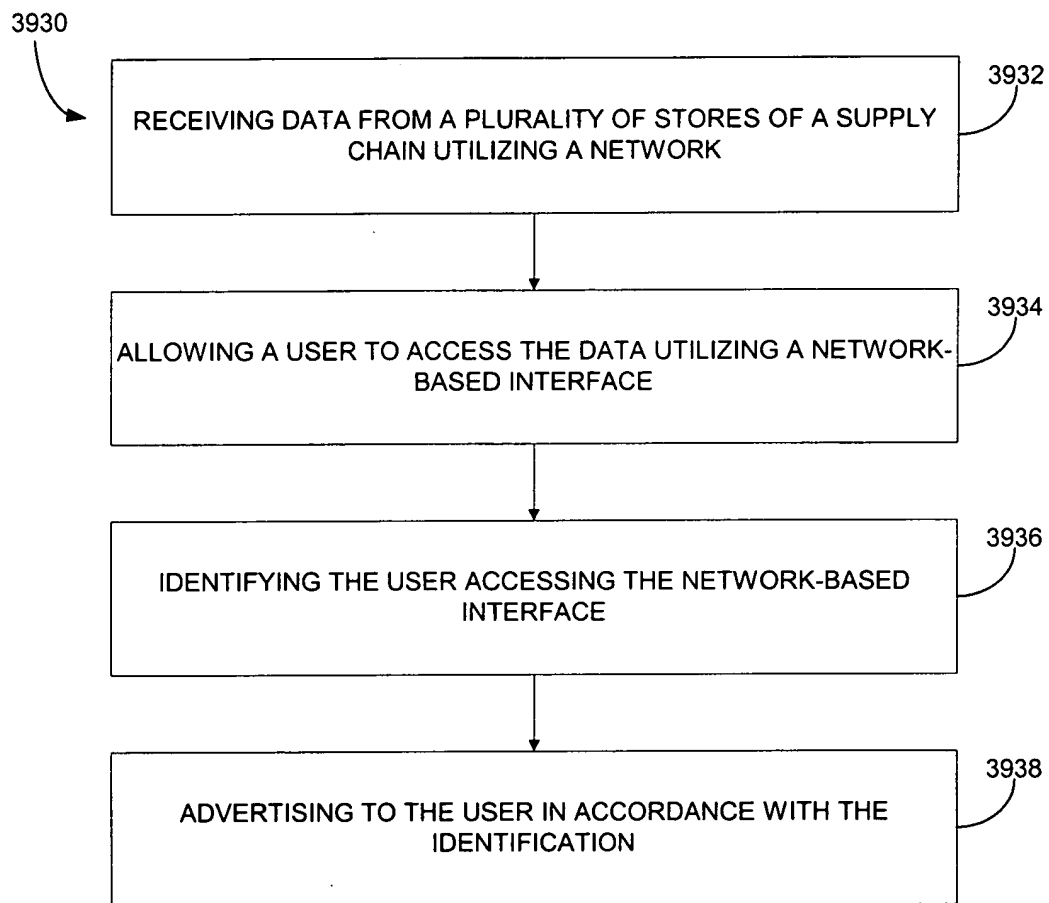 3930
3932
RECEIVING DATA FROM A PLURALITY OF STORES OF A SUPPLY
CHAIN UTILIZING A NETWORK
3934
ALLOWING A USER TO ACCESS THE DATA UTILIZING A NETWORK-
BASED INTERFACE
3936
IDENTIFYING THE USER ACCESSING THE NETWORK-BASED
INTERFACE
3938
ADVERTISING TO THE USER IN ACCORDANCE WITH THE
IDENTIFICATION